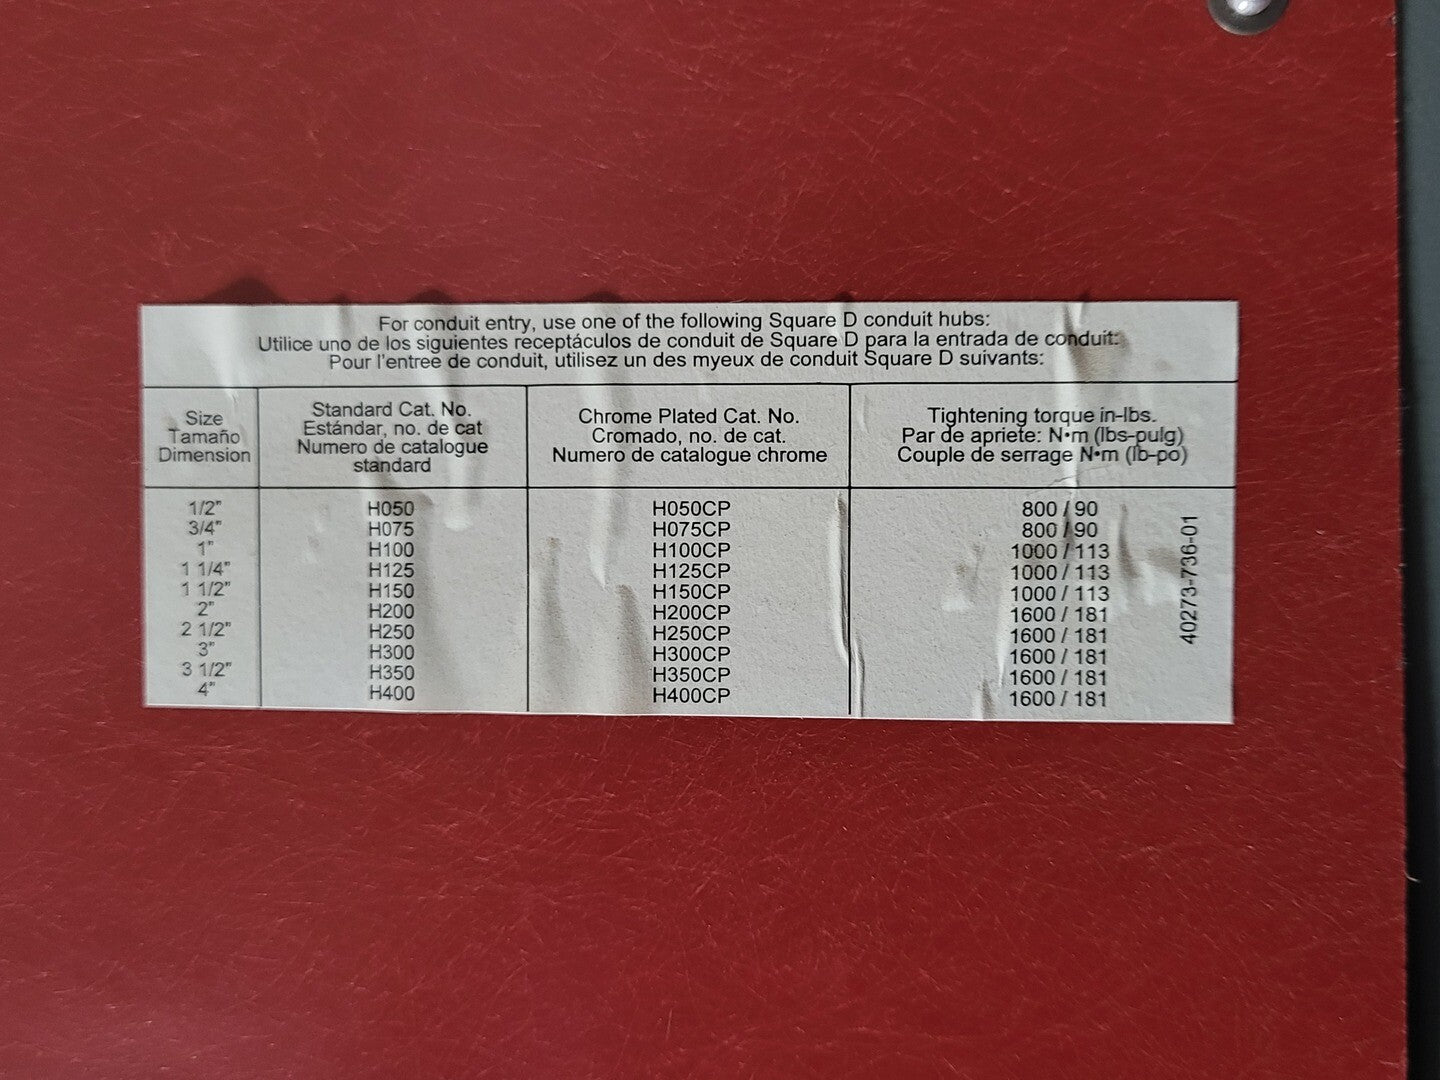 For conduit entry, use one of the following Square D conduit hubs:
Utilice uno de los siguientes receptáculos de conduit de Square D para la entrada de conduit:
Pour l'entree de conduit, utilisez un des myeux de conduit Square D suivants:
Size
Tamaño
Dimension
Standard Cat. No.
Estándar, no. de cat
Numero de catalogue
standard
Chrome Plated Cat. No.
Cromado, no. de cat.
Numero de catalogue chrome
Tightening torque in-lbs.
Par de apriete: N•m (lbs-pulg)
Couple de serrage N•m (lb-po)
1/2" H050 H050CP 800 / 90
3/4" H075 H075CP 800 / 90
1" H100 H100CP 1000 / 113
1 1/4" H125 H125CP 1000 / 113
1 1/2" H150 H150CP 1000 / 113
2" H200 H200CP 1600 / 181
2 1/2" H250 H250CP 1600 / 181
3" H300 H300CP 1600 / 181
3 1/2" H350 H350CP 1600 / 181
4" H400 H400CP 1600 / 181
40273-736-01